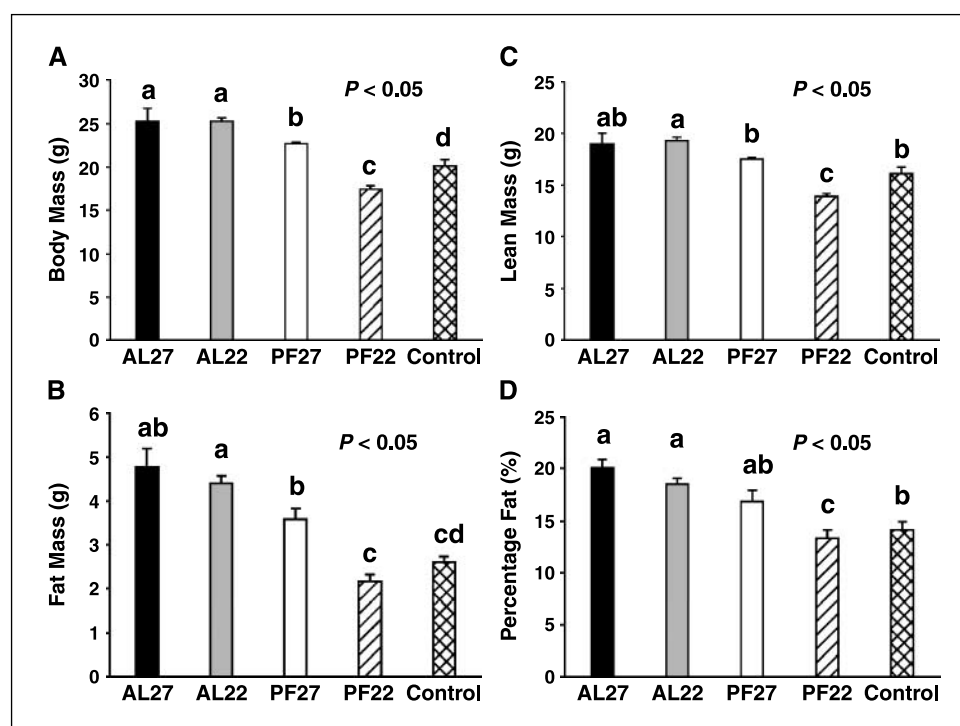 A
Body Mass (g)
30
25
20
15
10
5
0
a
a
b
c
d
P < 0.05
AL27 AL22 PF27 PF22 Control
B
Fat Mass (g)
6
5
4
3
2
1
0
ab
a
b
c
cd
P < 0.05
AL27 AL22 PF27 PF22 Control
C
Lean Mass (g)
25
20
15
10
5
0
ab
a
b
c
b
P < 0.05
AL27 AL22 PF27 PF22 Control
D
Percentage Fat (%)
25
20
15
10
5
0
a
a
ab
c
b
P < 0.05
AL27 AL22 PF27 PF22 Control